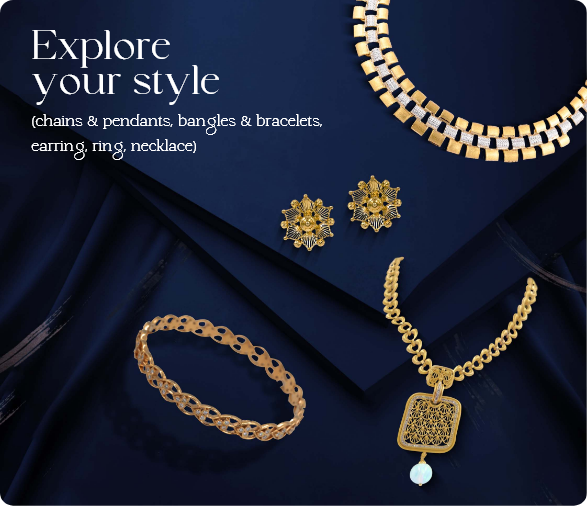 Explore
your style
(chains & pendants, bangles & bracelets,
earring, ring, necklace)